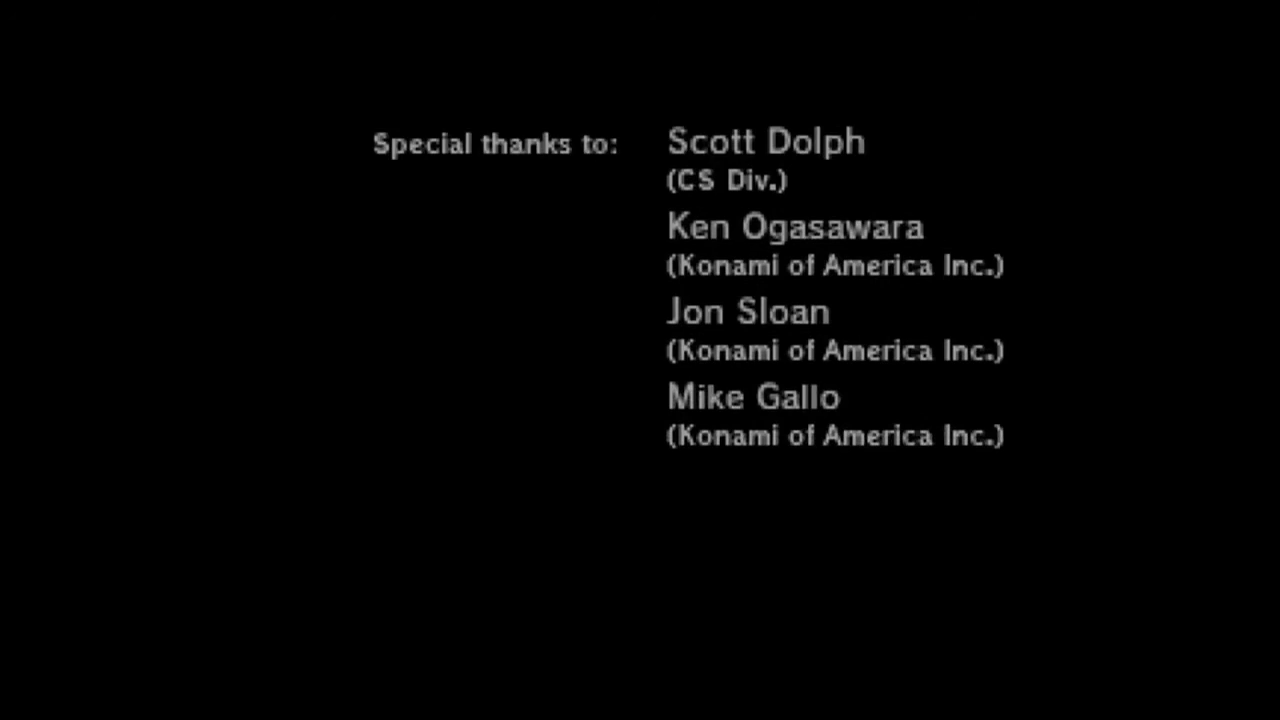 Special thanks to: Scott Dolph
(CS Div.)
Ken Ogasawara
(Konami of America Inc.)
Jon Sloan
(Konami of America Inc.)
Mike Gallo
(Konami of America Inc.)